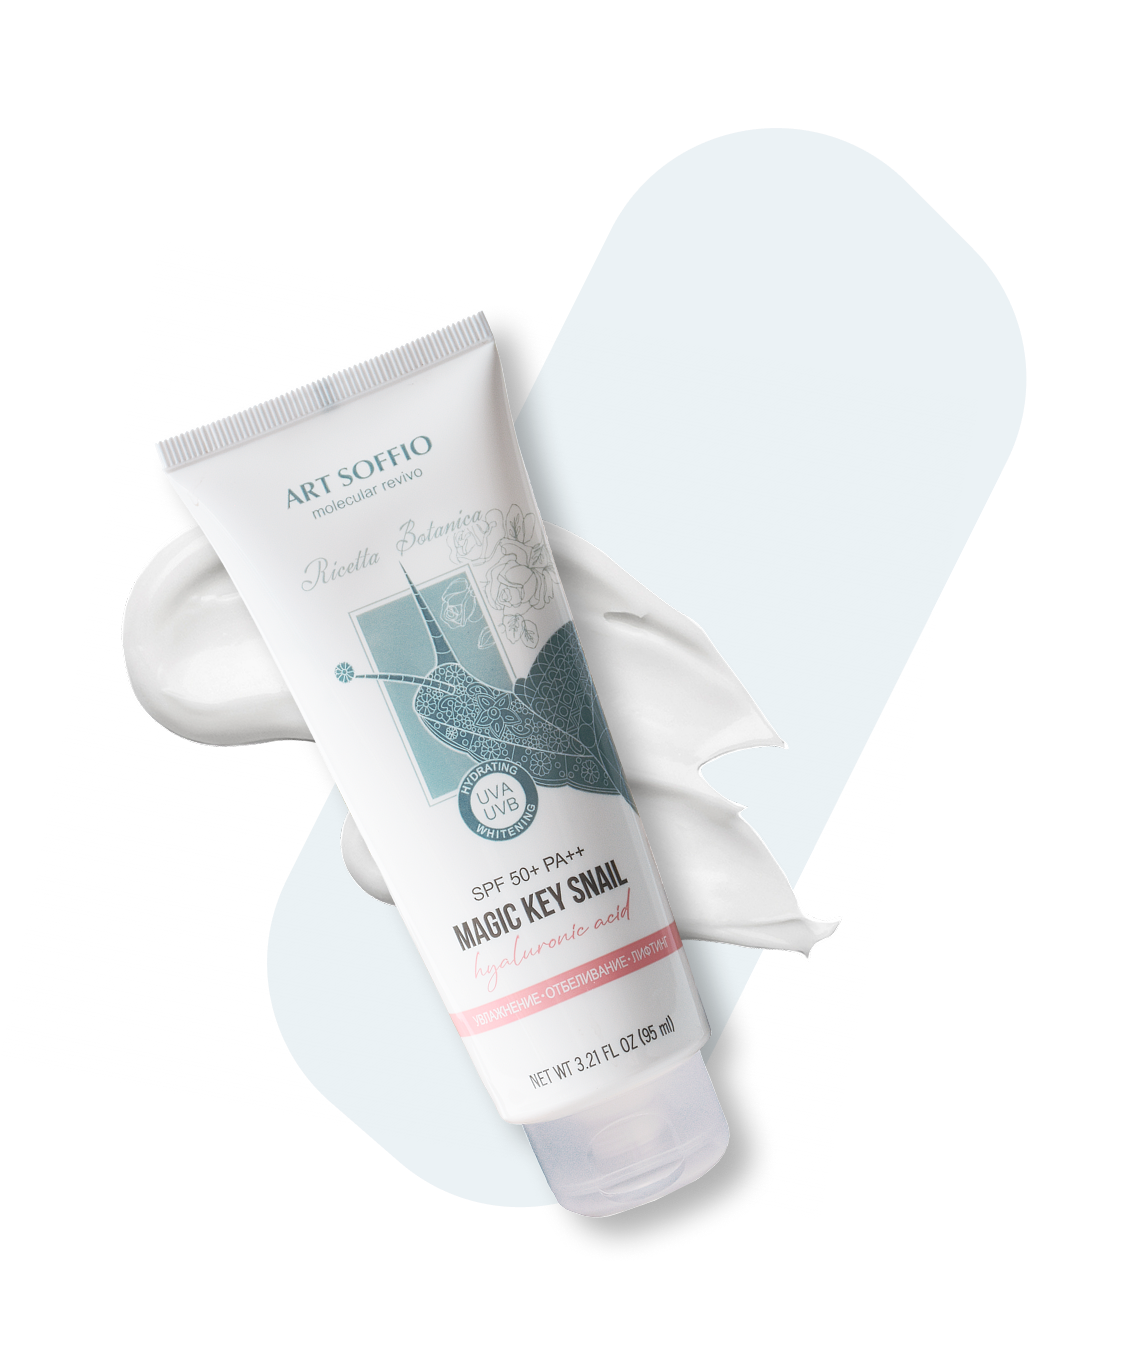 ART SOFFIO
molecular revivo
Ricetta Botanica
HYDRATING
UVA
UVB
WHITENING
SPF 50+ PA++
MAGIC KEY SNAIL
hyaluronic acid
УВЛАЖНЕНИЕ·ОТБЕЛИВАНИЕ·ЛИФТИНГ
NET WT 3.21 FL OZ (95 ml)